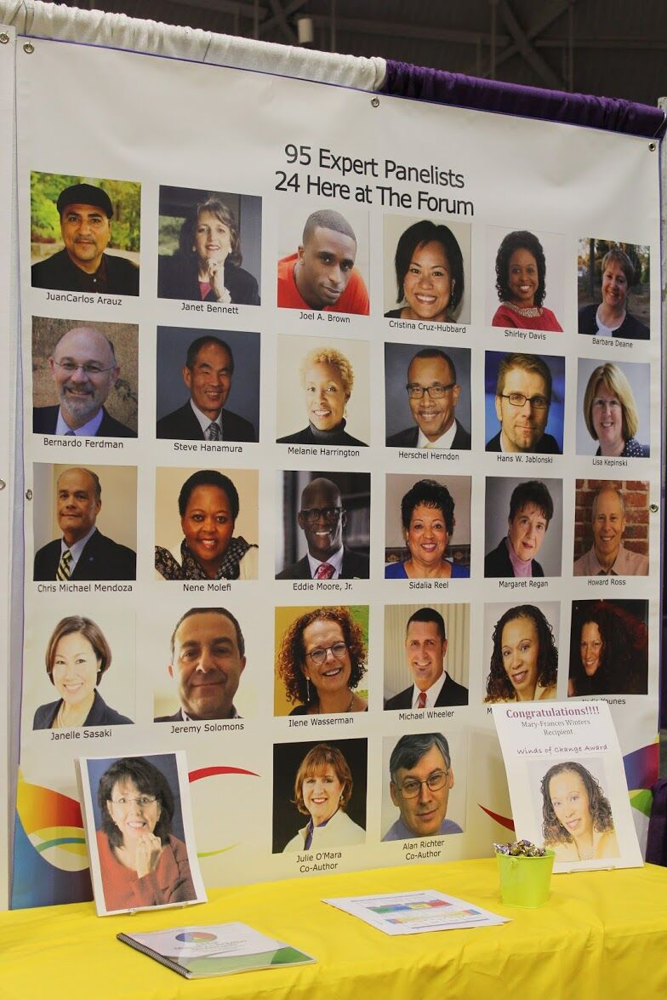 95 Expert Panelists
24 Here at The Forum
JuanCarlos Arauz
Janet Bennett
Joel A. Brown
Cristina Cruz-Hubbard
Shirley Davis
Barbara Deane
Bernardo Ferdman
Steve Hanamura
Melanie Harrington
Herschel Herndon
Hans W. Jablonski
Lisa Kepinski
Chris Michael Mendoza
Nene Molefi
Eddie Moore, Jr.
Sidalia Reel
Margaret Regan
Howard Ross
Janelle Sasaki
Jeremy Solomons
Ilene Wasserman
Michael Wheeler
Younes
Congratulations!!!!
Mary-Frances Winters
Recipient
Winds of Change Award
Julie O'Mara
Co-Author
Alan Richter
Co-Author